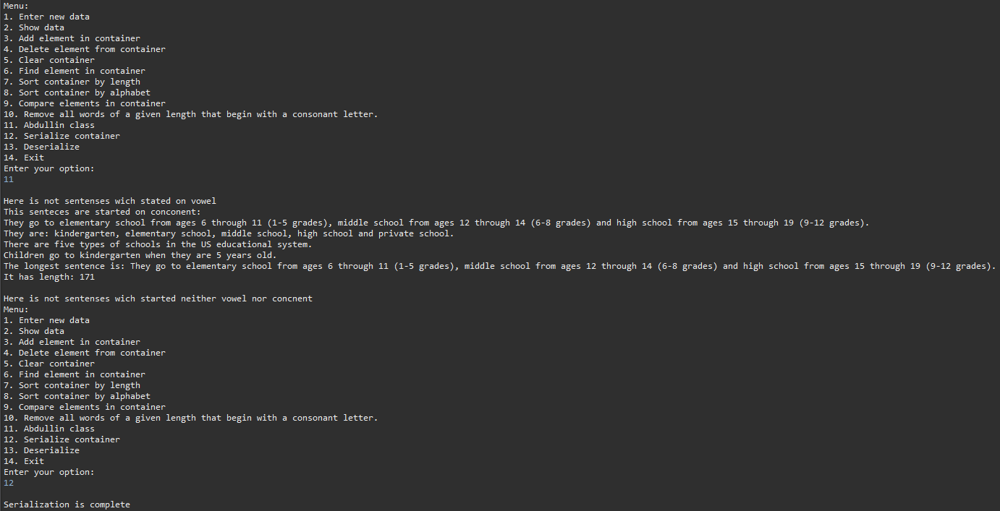 Menu:
1. Enter new data
2. Show data
3. Add element in container
4. Delete element from container
5. Clear container
6. Find element in container
7. Sort container by length
8. Sort container by alphabet
9. Compare elements in container
10. Remove all words of a given length that begin with a consonant letter.
11. Abdullin class
12. Serialize container
13. Deserialize
14. Exit
Enter your option:
11
Here is not sentenses wich stated on vowel
This senteces are started on conconent:
They go to elementary school from ages 6 through 11 (1-5 grades), middle school from ages 12 through 14 (6-8 grades) and high school from ages 15 through 19 (9-12 grades).
They are: kindergarten, elementary school, middle school, high school and private school.
There are five types of schools in the US educational system.
Children go to kindergarten when they are 5 years old.
The longest sentence is: They go to elementary school from ages 6 through 11 (1-5 grades), middle school from ages 12 through 14 (6-8 grades) and high school from ages 15 through 19 (9-12 grades).
It has length: 171
Here is not sentenses wich started neither vowel nor concnent
Menu:
1. Enter new data
2. Show data
3. Add element in container
4. Delete element from container
5. Clear container
6. Find element in container
7. Sort container by length
8. Sort container by alphabet
9. Compare elements in container
10. Remove all words of a given length that begin with a consonant letter.
11. Abdullin class
12. Serialize container
13. Deserialize
14. Exit
Enter your option:
12
Serialization is complete